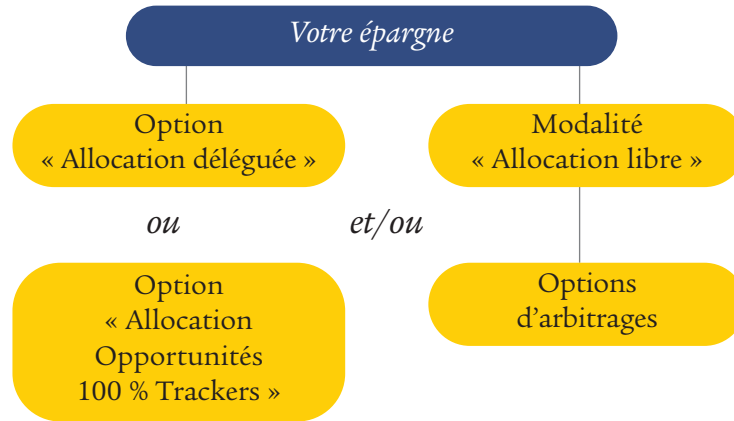 Votre épargne
Option
« Allocation déléguée »
Modalité
« Allocation libre »
ou
et/ou
Option
« Allocation
Opportunités
100 % Trackers »
Options
d’arbitrages